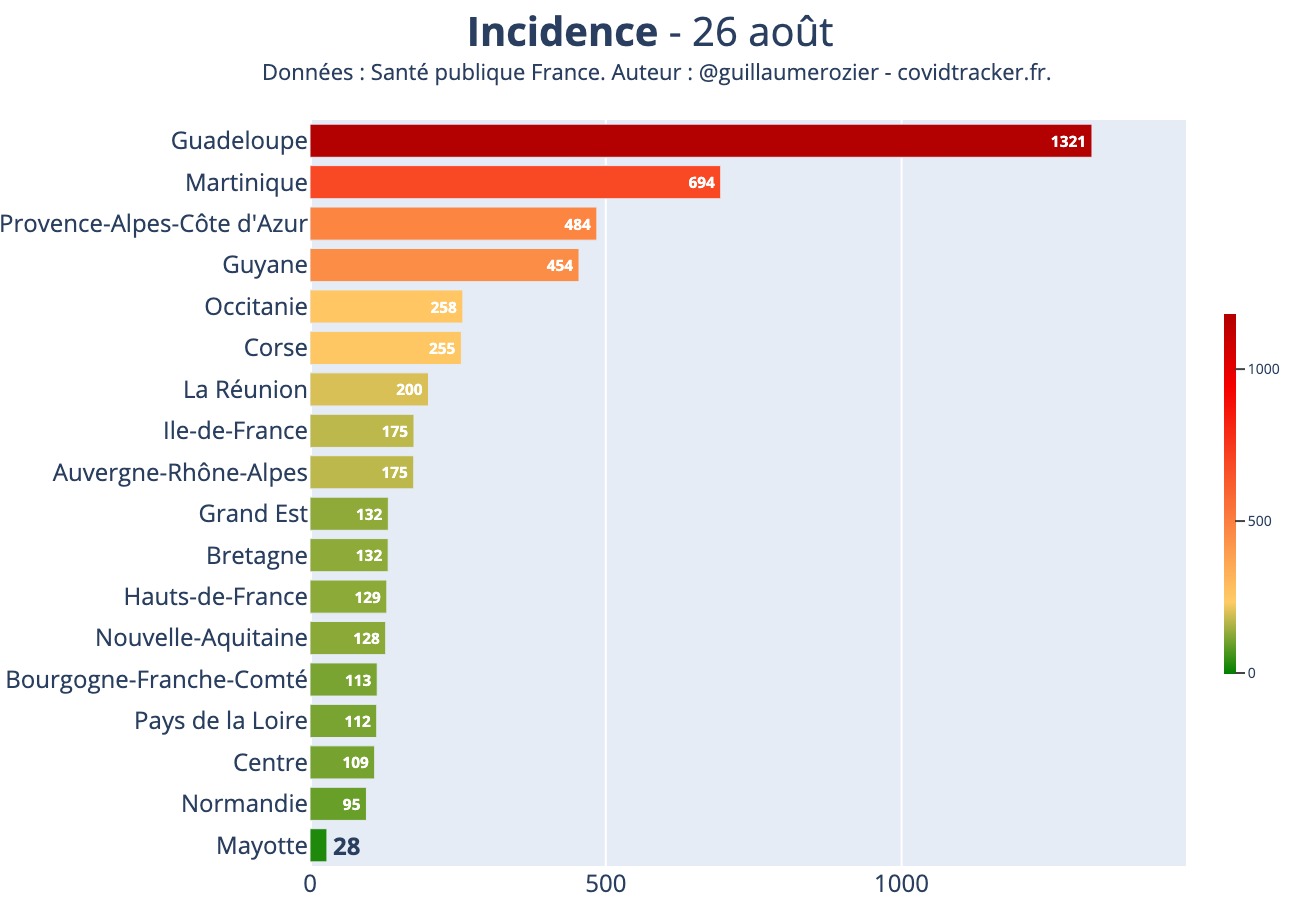 Incidence - 26 août
Données : Santé publique France. Auteur : @guillaumerozier - covidtracker.fr.
Guadeloupe 1321
Martinique 694
Provence-Alpes-Côte d'Azur 484
Guyane 454
Occitanie 258
Corse 255
La Réunion 200
Ile-de-France 175
Auvergne-Rhône-Alpes 175
Grand Est 132
Bretagne 132
Hauts-de-France 129
Nouvelle-Aquitaine 128
Bourgogne-Franche-Comté 113
Pays de la Loire 112
Centre 109
Normandie 95
Mayotte 28
0 500 1000
1000
500
0